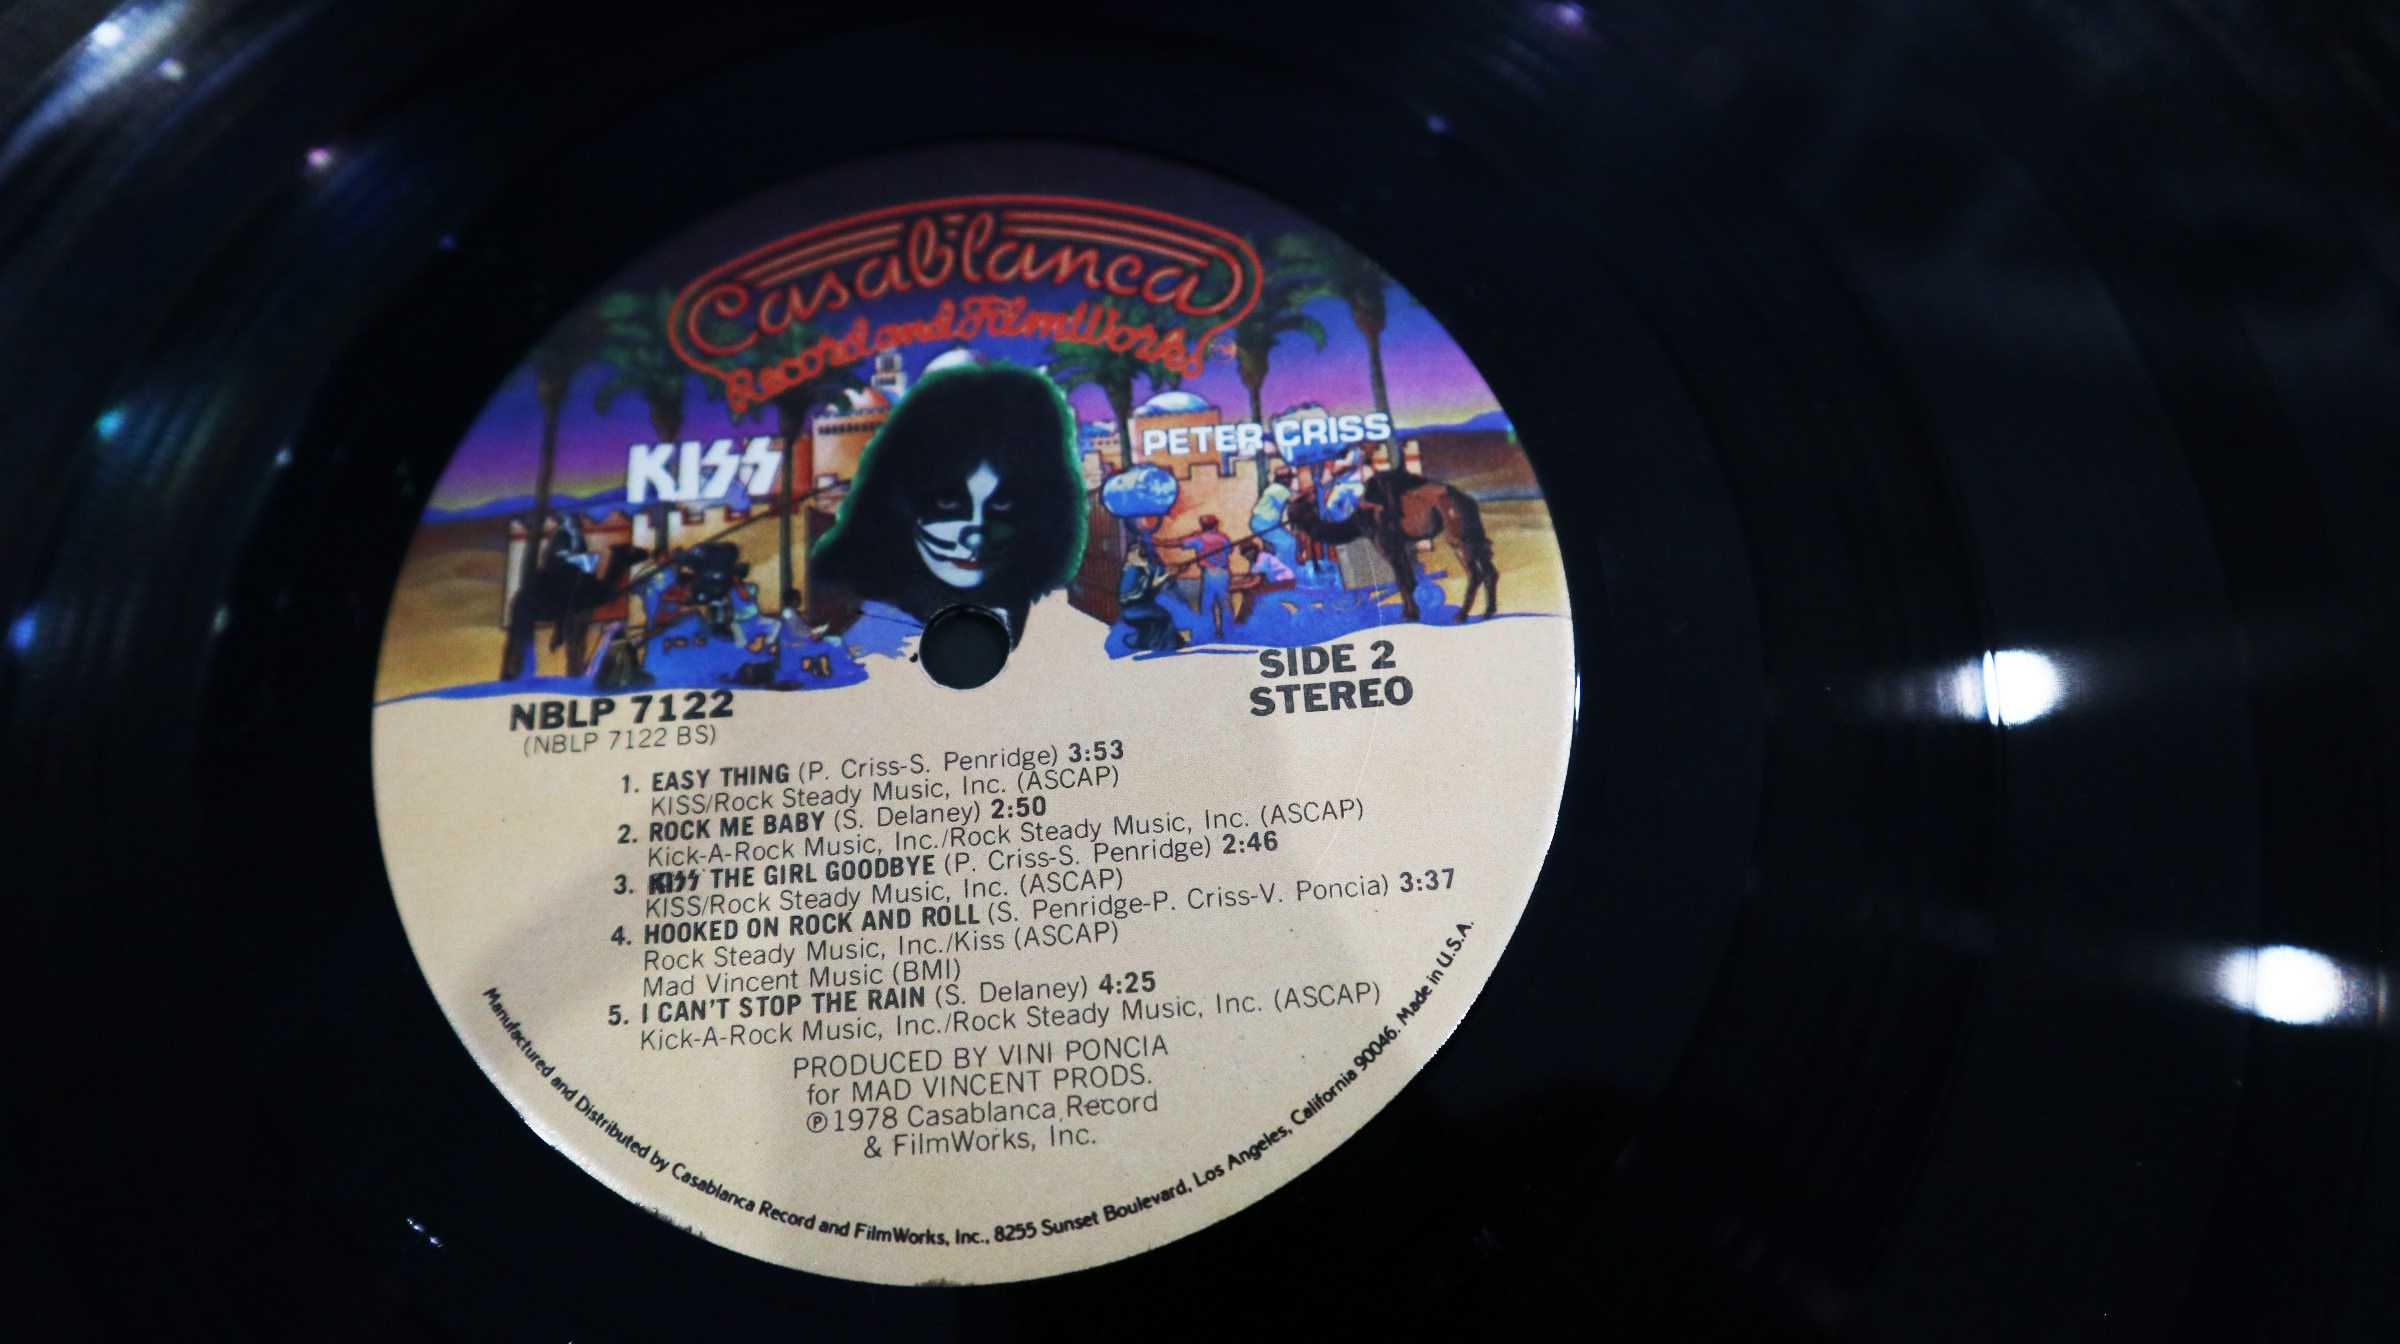 Casablanca
Record and FilmWorks
KISS
PETER CRISS
SIDE 2
STEREO
NBLP 7122
(NBLP 7122 BS)
1. EASY THING (P. Criss-S. Penridge) 3:53
KISS/Rock Steady Music, Inc. (ASCAP)
2. ROCK ME BABY (S. Delaney) 2:50
Kick-A-Rock Music, Inc./Rock Steady Music, Inc. (ASCAP)
3. KISS THE GIRL GOODBYE (P. Criss-S. Penridge) 2:46
KISS/Rock Steady Music, Inc. (ASCAP)
4. HOOKED ON ROCK AND ROLL (S. Penridge-P. Criss-V. Poncia) 3:37
Rock Steady Music, Inc./Kiss (ASCAP)
Mad Vincent Music (BMI)
5. I CAN'T STOP THE RAIN (S. Delaney) 4:25
Kick-A-Rock Music, Inc./Rock Steady Music, Inc. (ASCAP)
PRODUCED BY VINI PONCIA
for MAD VINCENT PRODS.
℗1978 Casablanca Record
& FilmWorks, Inc.
Manufactured and Distributed by Casablanca Record and FilmWorks, Inc., 8255 Sunset Boulevard, Los Angeles, California 90046. Made in U.S.A.